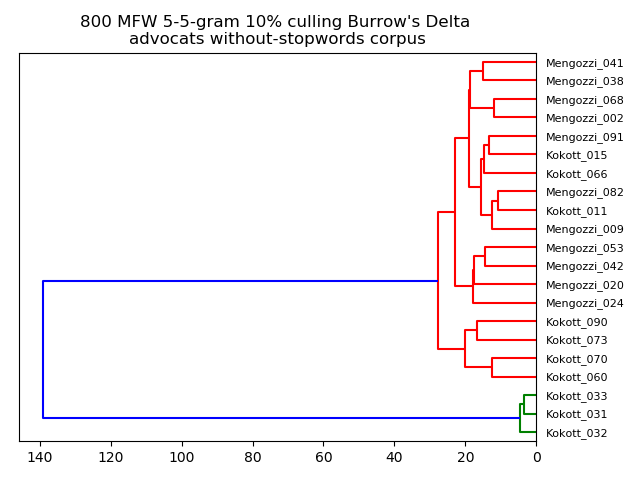 800 MFW 5-5-gram 10% culling Burrow's Delta
advocats without-stopwords corpus
Mengozzi_041
Mengozzi_038
Mengozzi_068
Mengozzi_002
Mengozzi_091
Kokott_015
Kokott_066
Mengozzi_082
Kokott_011
Mengozzi_009
Mengozzi_053
Mengozzi_042
Mengozzi_020
Mengozzi_024
Kokott_090
Kokott_073
Kokott_070
Kokott_060
Kokott_033
Kokott_031
Kokott_032
140 120 100 80 60 40 20 0